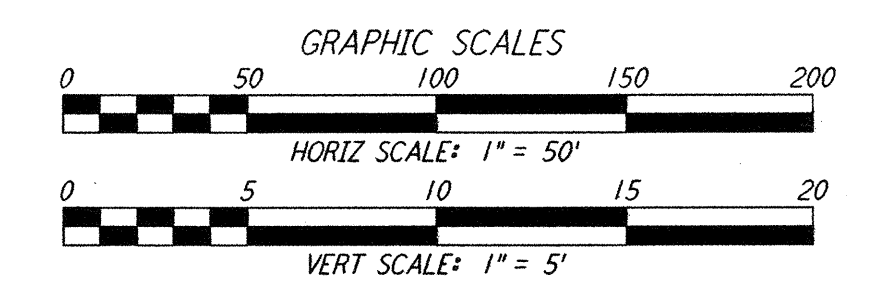 GRAPHIC SCALES
0 50 100 150 200
HORIZ SCALE: 1" = 50'
0 5 10 15 20
VERT SCALE: 1" = 5'